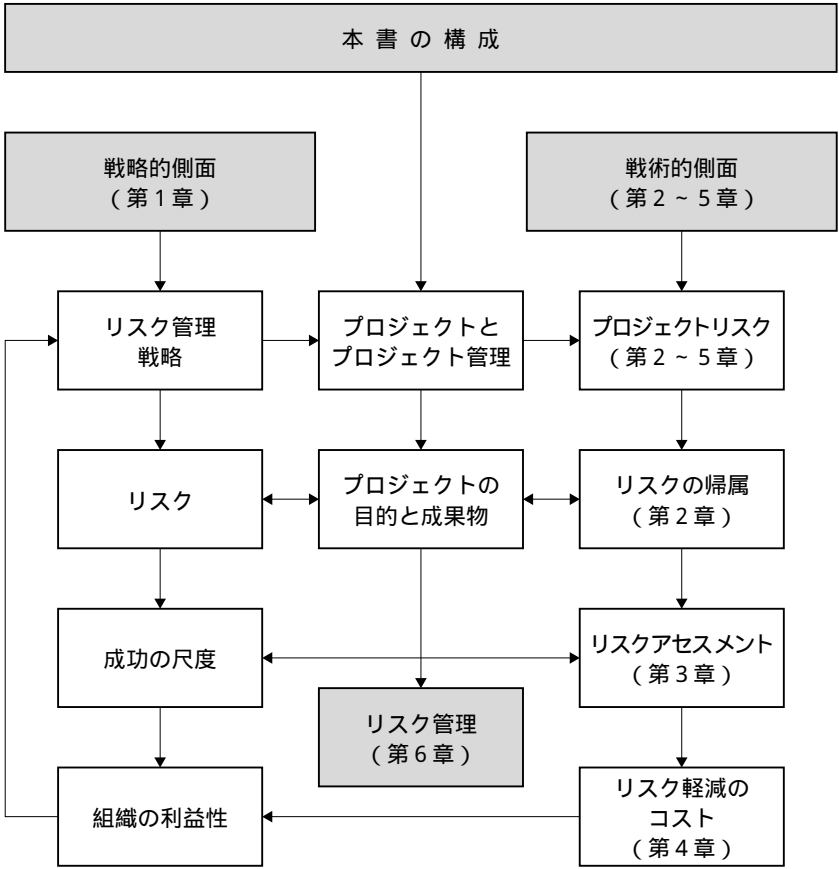 本書の構成
戦略的側面
（第１章）
戦術的側面
（第２～５章）
リスク管理
戦略
プロジェクトと
プロジェクト管理
プロジェクトリスク
（第２～５章）
リスク
プロジェクトの
目的と成果物
リスクの帰属
（第２章）
成功の尺度
リスクアセスメント
（第３章）
リスク管理
（第６章）
組織の利益性
リスク軽減の
コスト
（第４章）